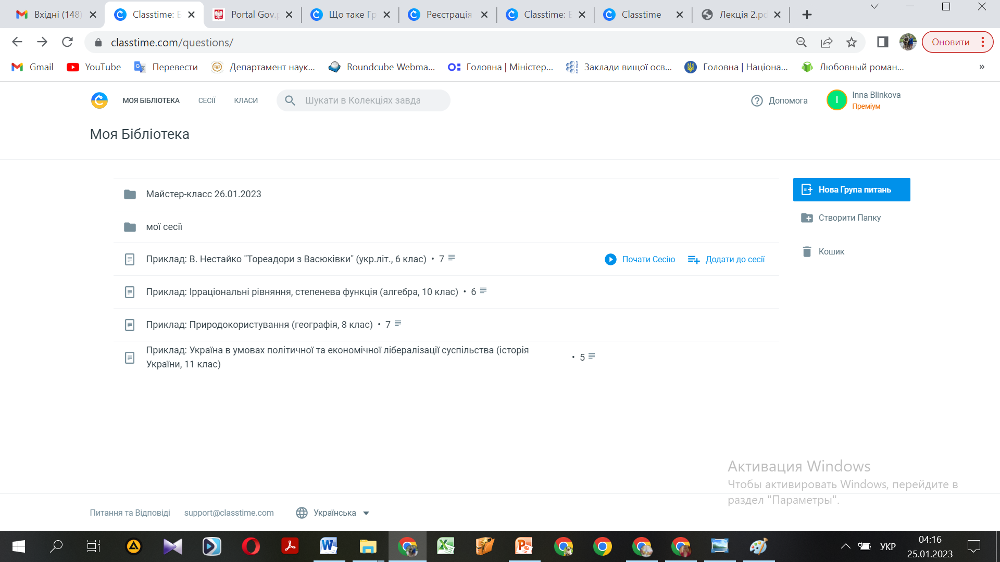 Вхідні (148)
Classtime:
Portal Gov.
Що таке Гр
Реєстрація
Classtime:
Classtime
Лекція 2.pd
classtime.com/questions/
Оновити
Gmail
YouTube
Перевести
Департамент наук...
Roundcube Webma...
Головна | Міністер...
Заклади вищої осв...
Головна | Націона...
Любовный роман...
»
МОЯ БІБЛІОТЕКА
СЕСІЇ
КЛАСИ
Шукати в Колекціях завда
Допомога
I
Inna Blinkova
Преміум
Моя Бібліотека
Майстер-класс 26.01.2023
мої сесії
Приклад: В. Нестайко "Тореадори з Васюківки" (укр.літ., 6 клас) • 7
Почати Сесію
Додати до сесії
Приклад: Ірраціональні рівняння, степенева функція (алгебра, 10 клас) • 6
Приклад: Природокористування (географія, 8 клас) • 7
Приклад: Україна в умовах політичної та економічної лібералізації суспільства (історія
України, 11 клас)
• 5
Нова Група питань
Створити Папку
Кошик
Активация Windows
Чтобы активировать Windows, перейдите в
раздел "Параметры".
Питання та Відповіді
support@classtime.com
Українська
УКР
04:16
25.01.2023